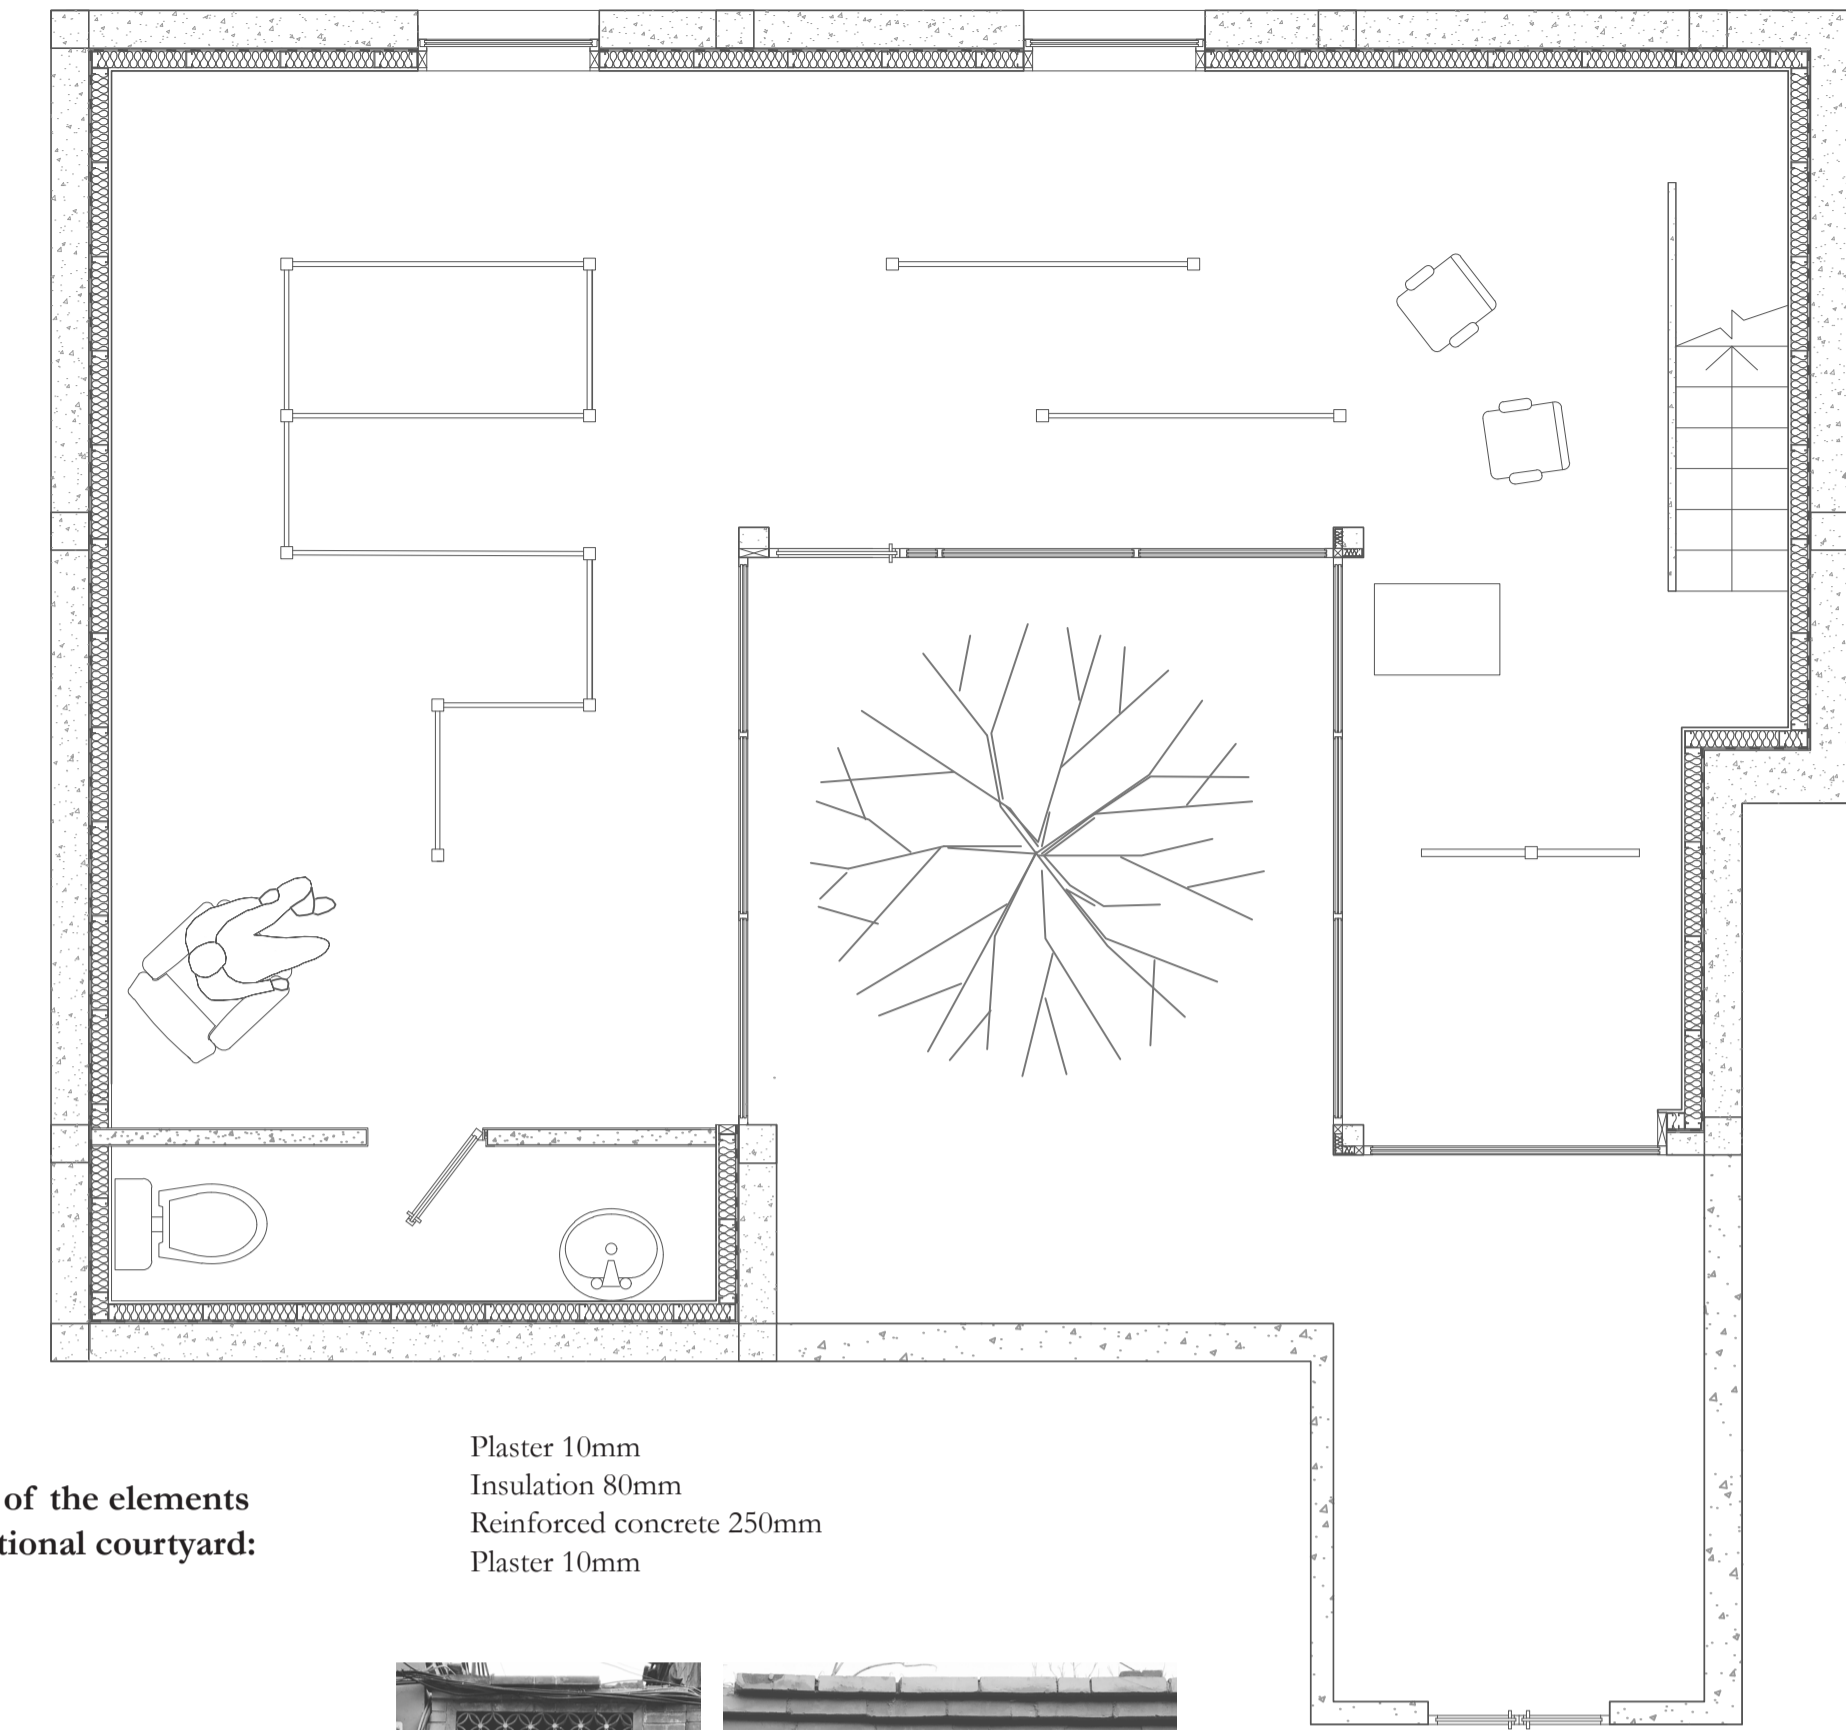 of the elements
tional courtyard:
Plaster 10mm
Insulation 80mm
Reinforced concrete 250mm
Plaster 10mm